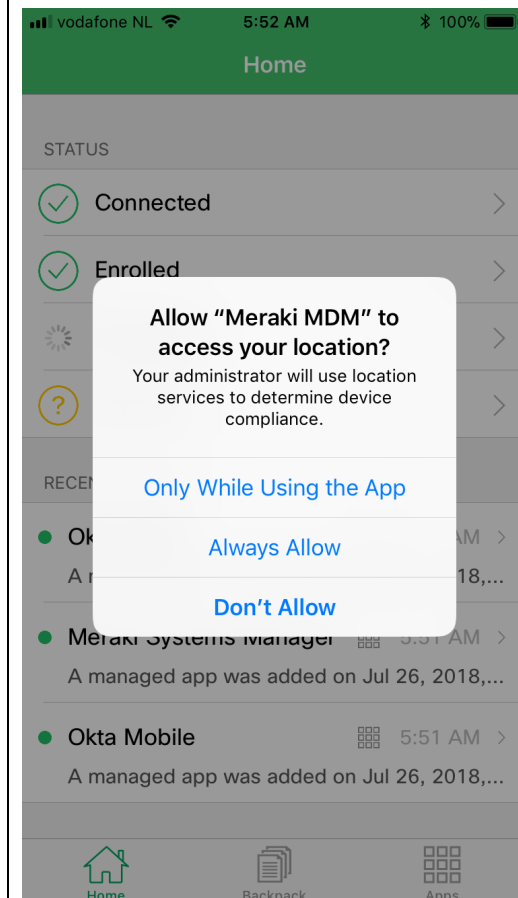 vodafone NL 5:52 AM 100%
Home
STATUS
Connected
Enrolled
Allow “Meraki MDM” to
access your location?
Your administrator will use location
services to determine device
compliance.
?
Only While Using the App
Always Allow
Don’t Allow
AM
18,...
Meraki Systems Manager 5:51 AM
A managed app was added on Jul 26, 2018,...
Okta Mobile 5:51 AM
A managed app was added on Jul 26, 2018,...
Home Backpack Apps